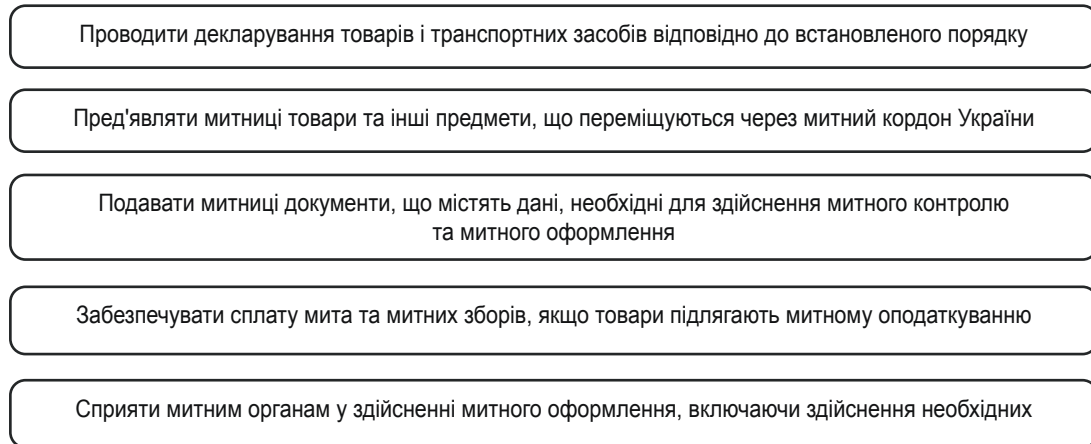 Проводити декларування товарів і транспортних засобів відповідно до встановленого порядку
Пред'являти митниці товари та інші предмети, що переміщуються через митний кордон України
Подавати митниці документи, що містять дані, необхідні для здійснення митного контролю
та митного оформлення
Забезпечувати сплату мита та митних зборів, якщо товари підлягають митному оподаткуванню
Сприяти митним органам у здійсненні митного оформлення, включаючи здійснення необхідних